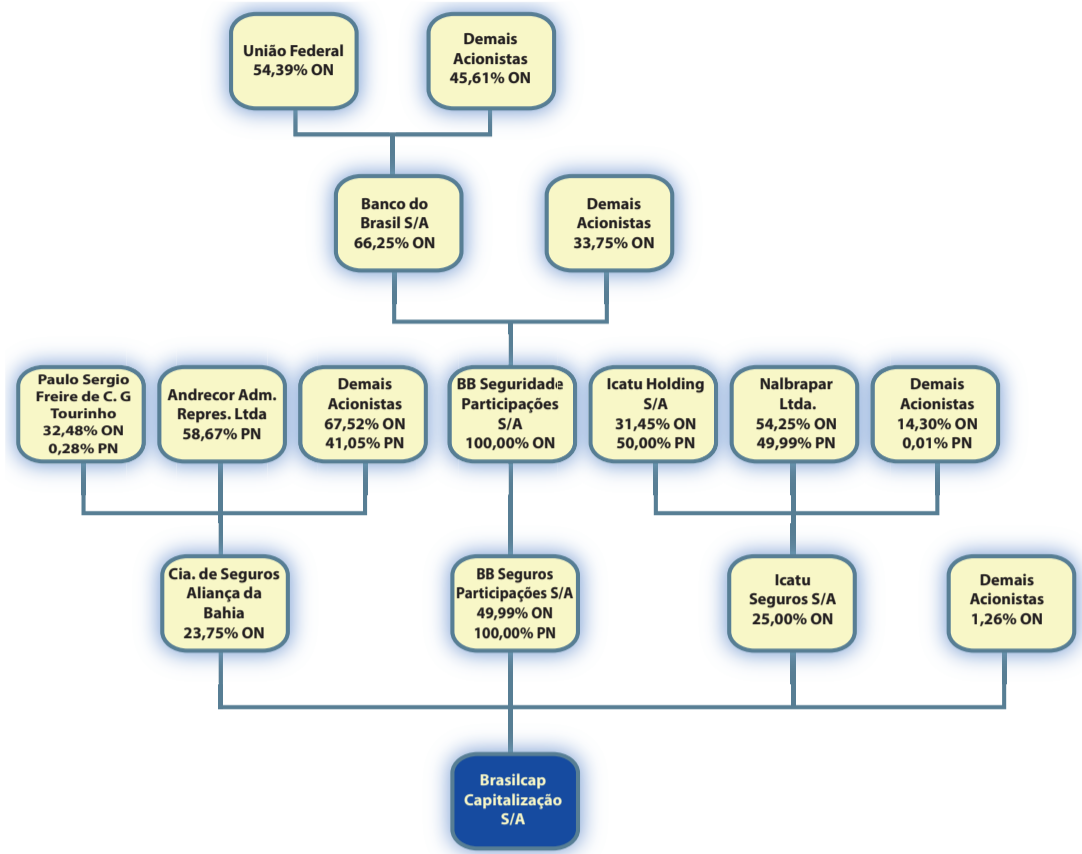 União Federal
54,39% ON
Demais
Acionistas
45,61% ON
Banco do
Brasil S/A
66,25% ON
Demais
Acionistas
33,75% ON
Paulo Sergio
Freire de C. G
Tourinho
32,48% ON
0,28% PN
Andrecor Adm.
Repres. Ltda
58,67% PN
Demais
Acionistas
67,52% ON
41,05% PN
BB Seguridade
Participações
S/A
100,00% ON
Icatu Holding
S/A
31,45% ON
50,00% PN
Nalbrapar
Ltda.
54,25% ON
49,99% PN
Demais
Acionistas
14,30% ON
0,01% PN
Cia. de Seguros
Aliança da
Bahia
23,75% ON
BB Seguros
Participações S/A
49,99% ON
100,00% PN
Icatu
Seguros S/A
25,00% ON
Demais
Acionistas
1,26% ON
Brasilcap
Capitalização
S/A